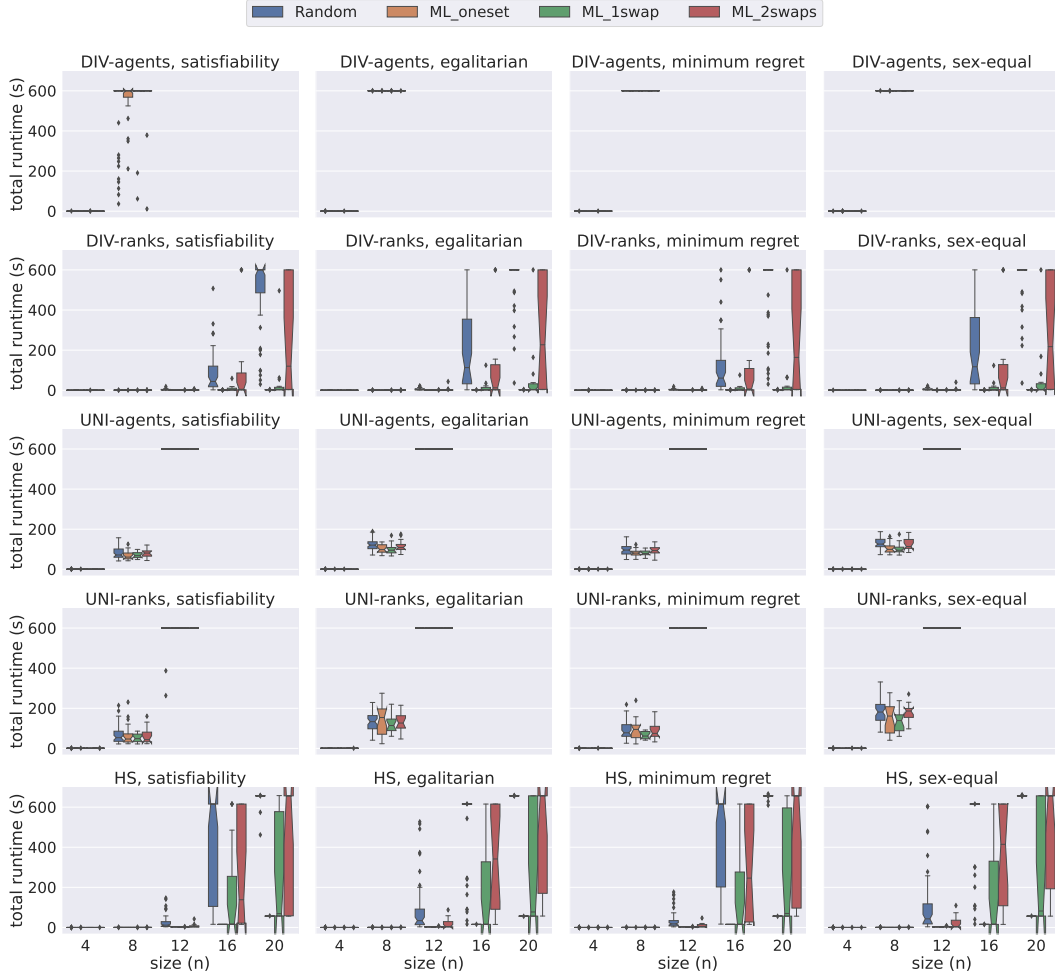 Random ML_oneset ML_1swap ML_2swaps
DIV-agents, satisfiability DIV-agents, egalitarian DIV-agents, minimum regret DIV-agents, sex-equal
total runtime (s)
600
400
200
0
DIV-ranks, satisfiability DIV-ranks, egalitarian DIV-ranks, minimum regret DIV-ranks, sex-equal
total runtime (s)
600
400
200
0
UNI-agents, satisfiability UNI-agents, egalitarian UNI-agents, minimum regret UNI-agents, sex-equal
total runtime (s)
600
400
200
0
UNI-ranks, satisfiability UNI-ranks, egalitarian UNI-ranks, minimum regret UNI-ranks, sex-equal
total runtime (s)
600
400
200
0
HS, satisfiability HS, egalitarian HS, minimum regret HS, sex-equal
total runtime (s)
600
400
200
0
4 8 12 16 20 4 8 12 16 20 4 8 12 16 20 4 8 12 16 20
size (n) size (n) size (n) size (n)